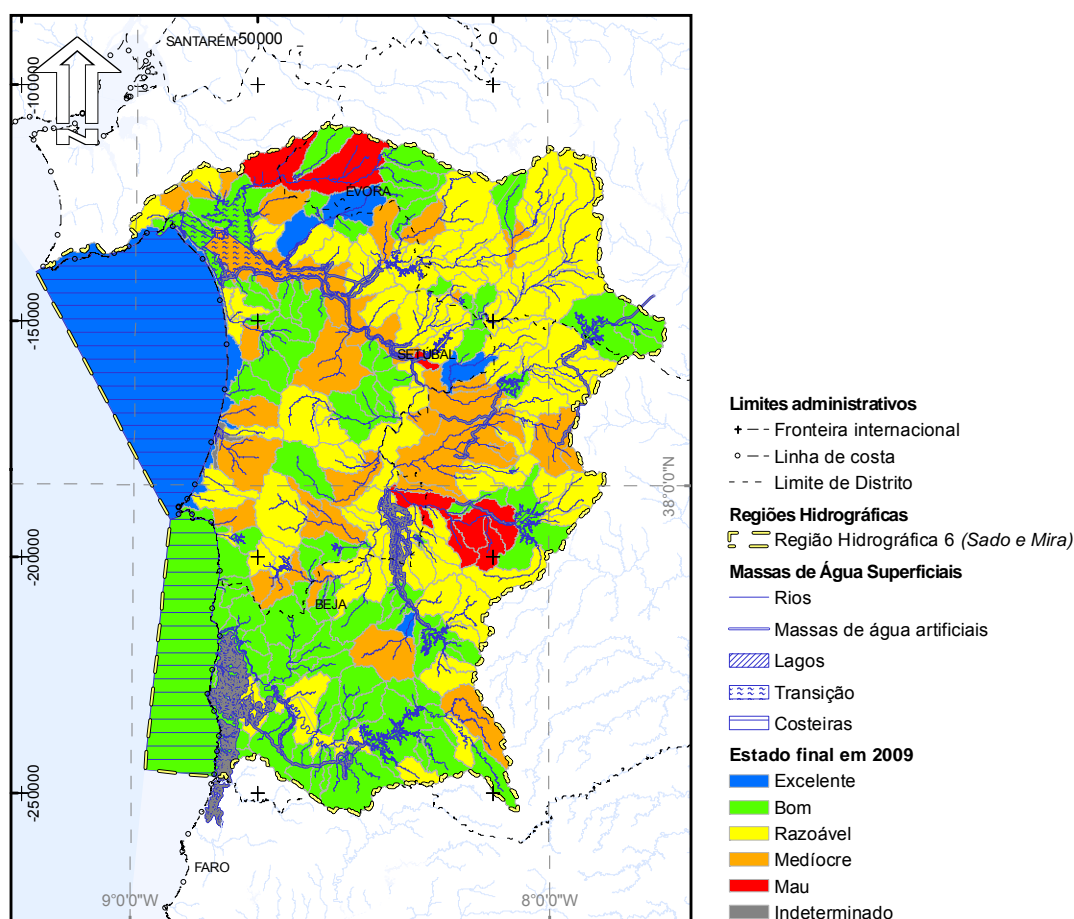 SANTARÉM
-50000
0
-100000
N
ÉVORA
-150000
SETÚBAL
38°0'0"N
-200000
BEJA
-250000
FARO
9°0'0"W
8°0'0"W
Limites administrativos
Fronteira internacional
Linha de costa
Limite de Distrito
Regiões Hidrográficas
Região Hidrográfica 6 (Sado e Mira)
Massas de Água Superficiais
Rios
Massas de água artificiais
Lagos
Transição
Costeiras
Estado final em 2009
Excelente
Bom
Razoável
Medíocre
Mau
Indeterminado